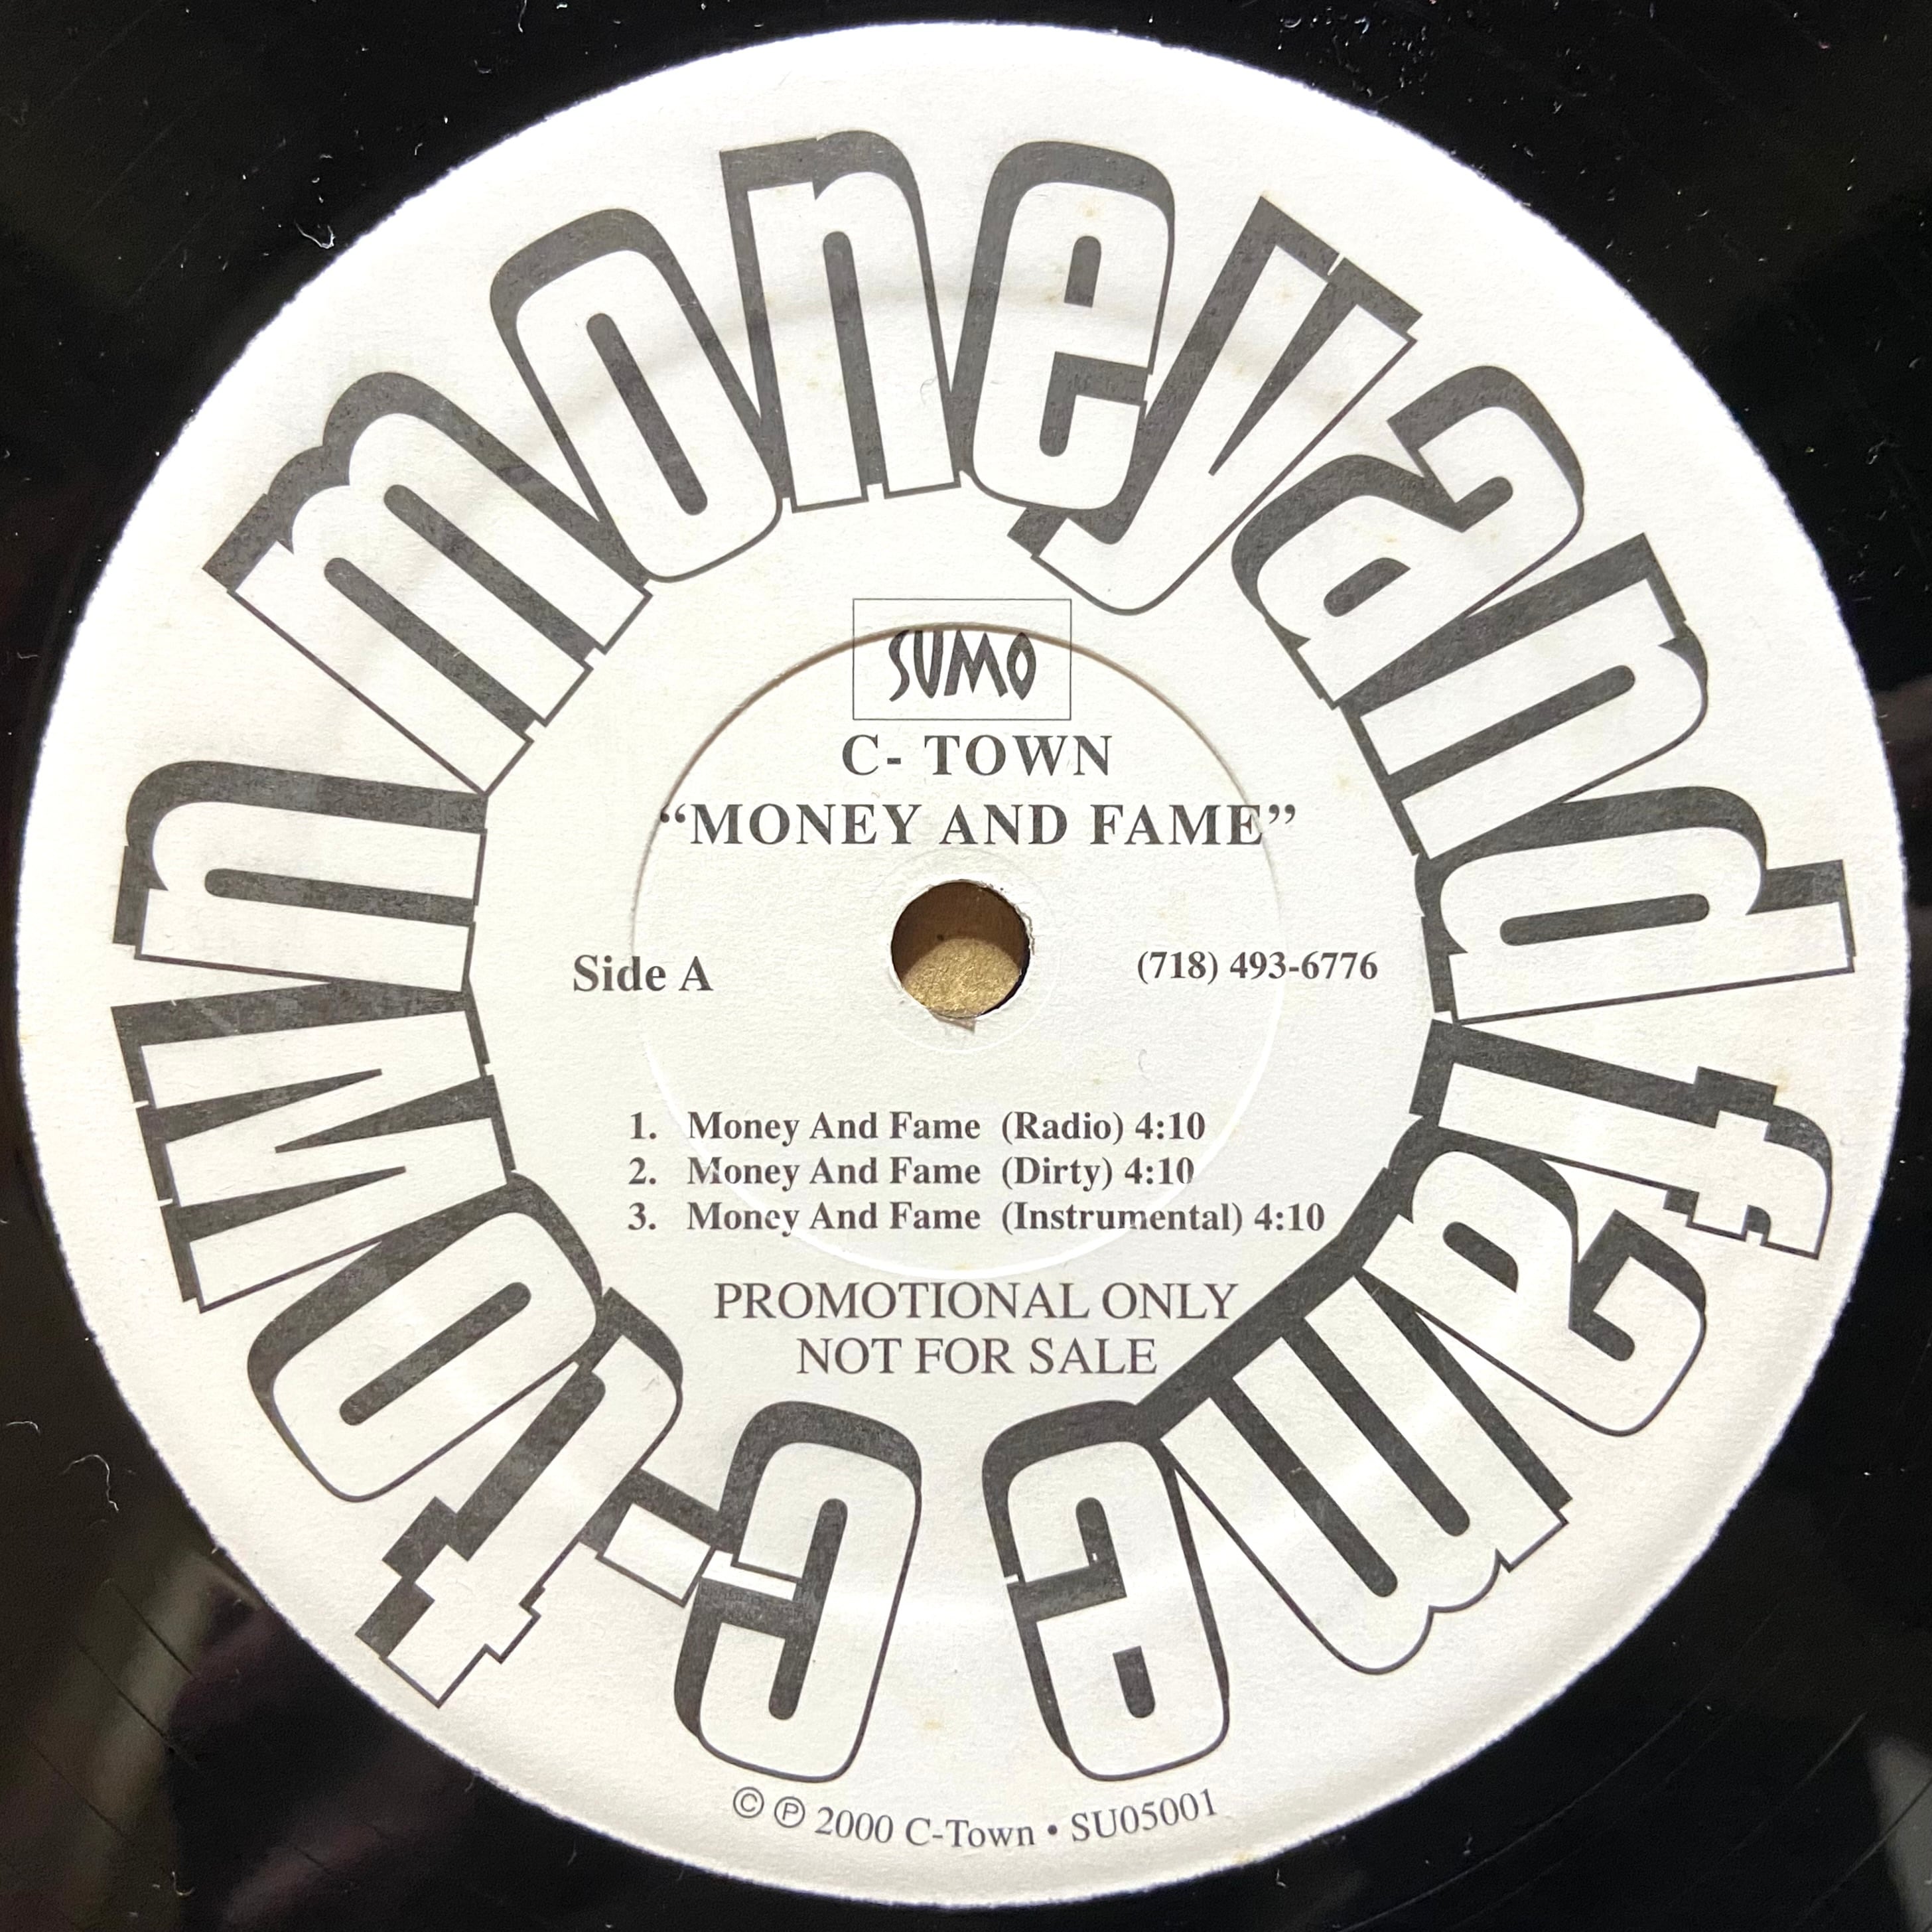 c-town money and fame
SUMO
C- TOWN
“MONEY AND FAME”
Side A
(718) 493-6776
1. Money And Fame (Radio) 4:10
2. Money And Fame (Dirty) 4:10
3. Money And Fame (Instrumental) 4:10
PROMOTIONAL ONLY
NOT FOR SALE
© ℗ 2000 C-Town • SU05001